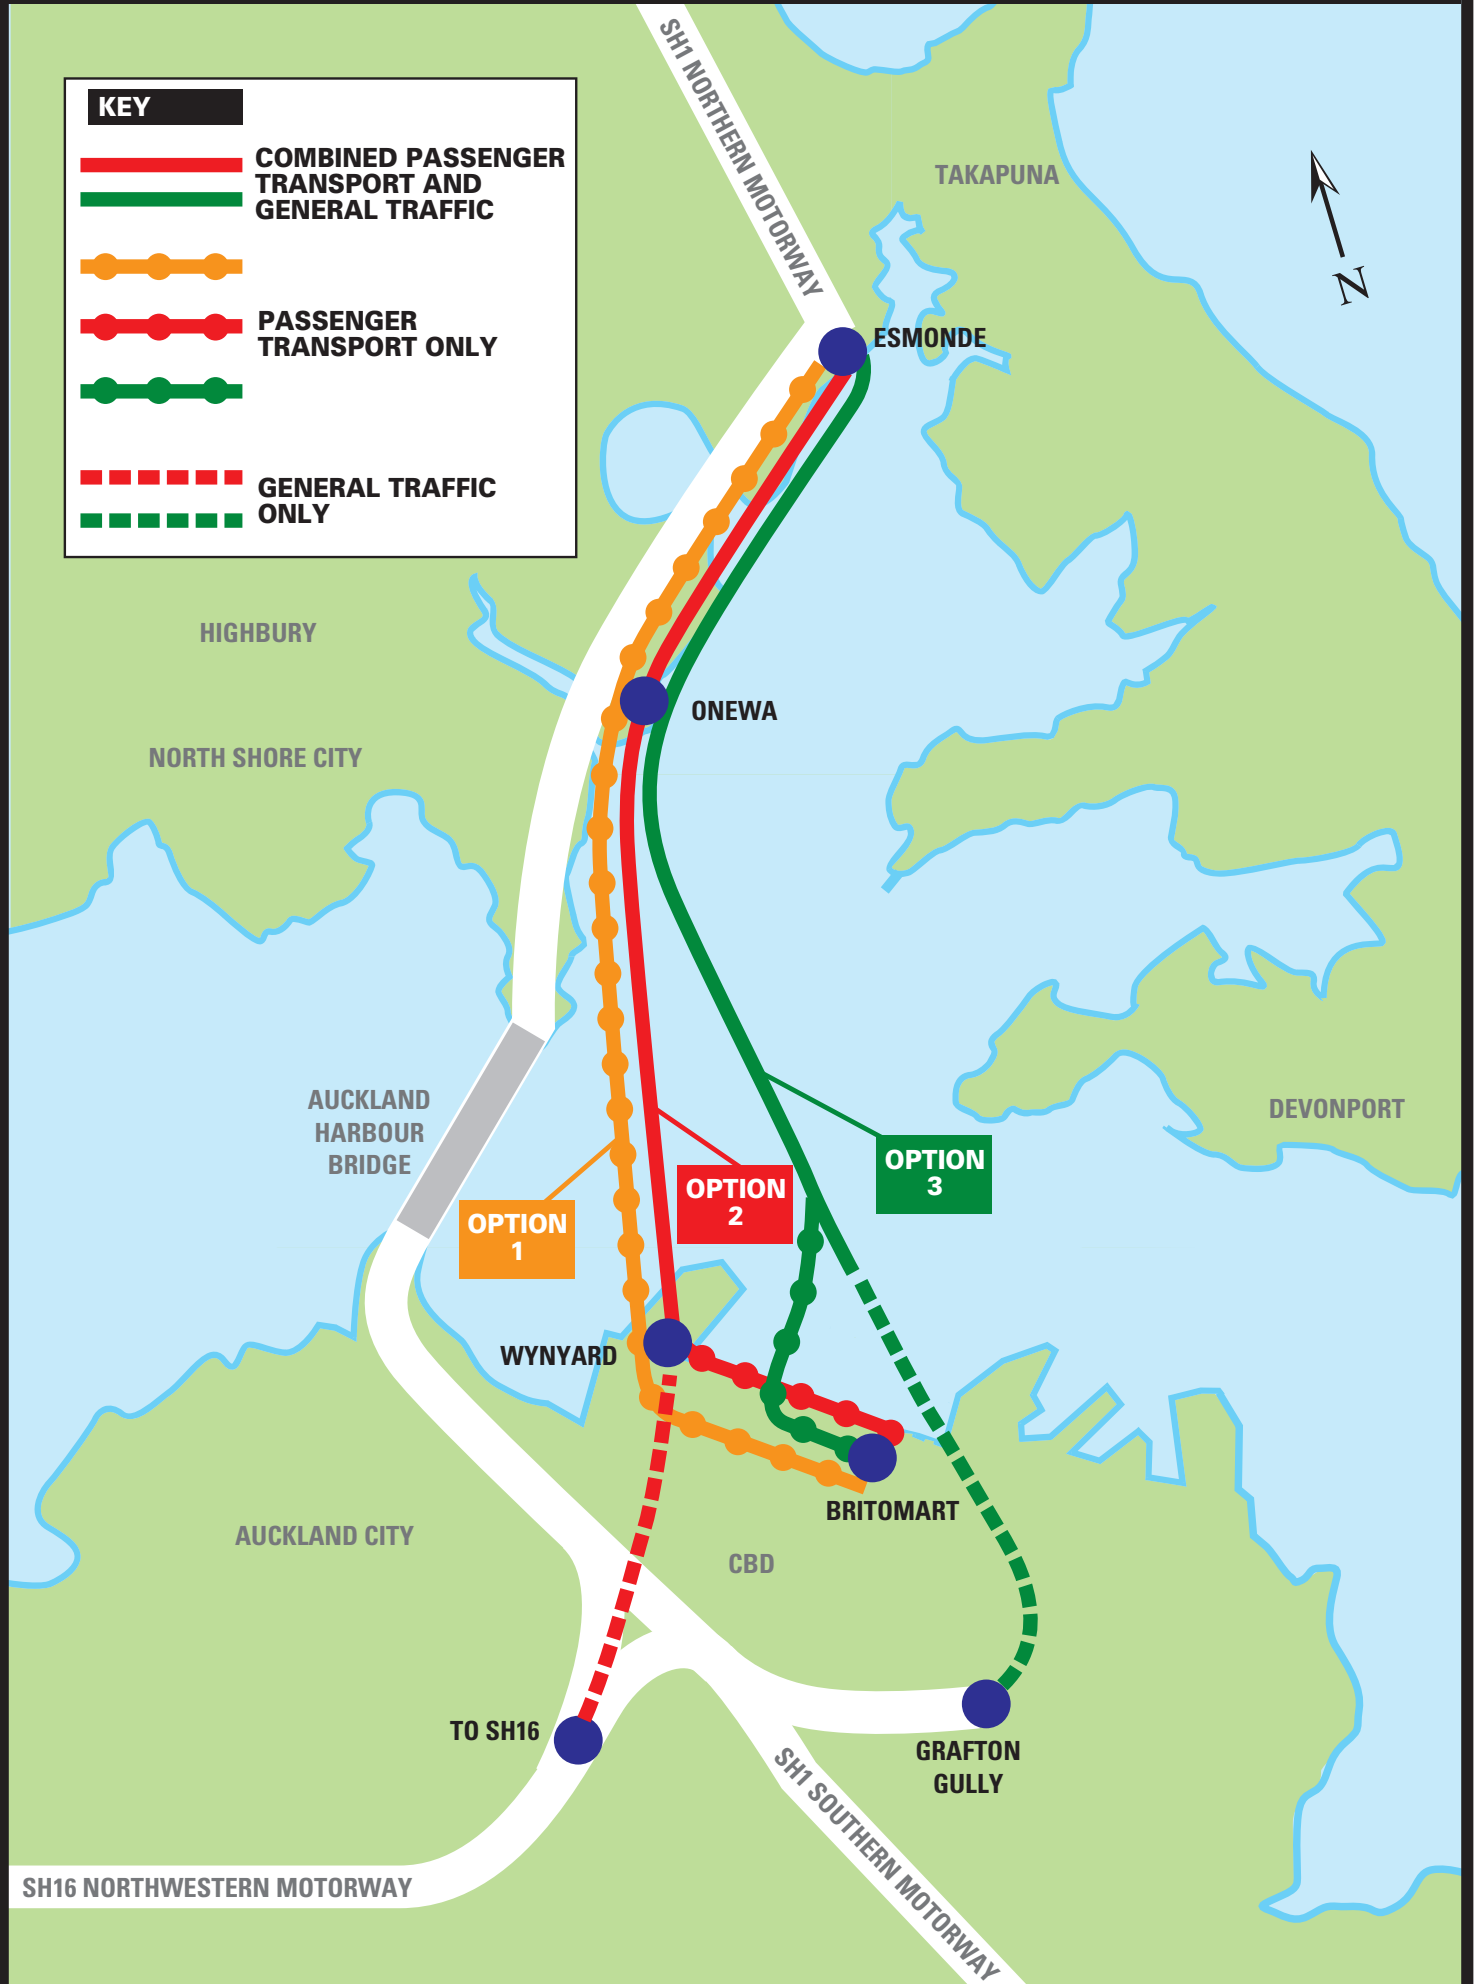 SH1 NORTHERN MOTORWAY
KEY
COMBINED PASSENGER
TRANSPORT AND
GENERAL TRAFFIC
PASSENGER
TRANSPORT ONLY
GENERAL TRAFFIC
ONLY
TAKAPUNA
N
ESMONDE
HIGHBURY
ONEWA
NORTH SHORE CITY
AUCKLAND
HARBOUR
BRIDGE
DEVONPORT
OPTION
3
OPTION
2
OPTION
1
WYNYARD
BRITOMART
AUCKLAND CITY
CBD
TO SH16
GRAFTON
GULLY
SH1 SOUTHERN MOTORWAY
SH16 NORTHWESTERN MOTORWAY